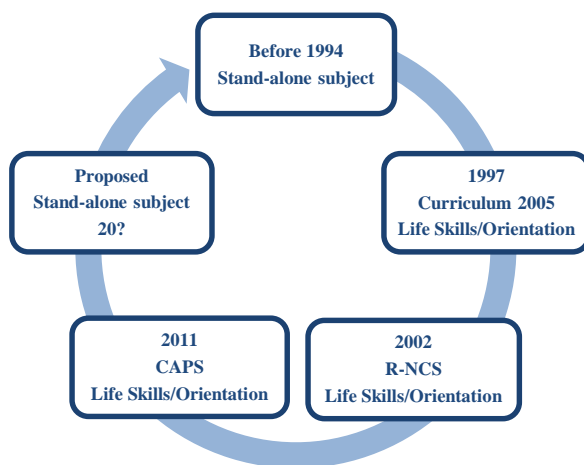 Before 1994
Stand-alone subject
1997
Curriculum 2005
Life Skills/Orientation
2002
R-NCS
Life Skills/Orientation
2011
CAPS
Life Skills/Orientation
Proposed
Stand-alone subject
20?